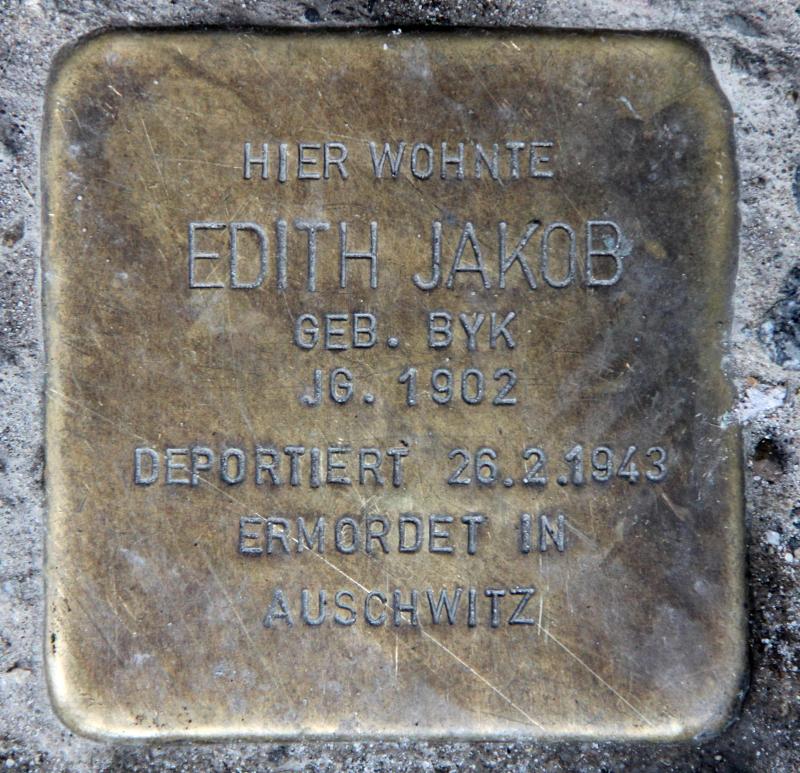 HIER WOHNTE
EDITH JAKOB
GEB. BYK
JG. 1902
DEPORTIERT 26.2.1943
ERMORDET IN
AUSCHWITZ